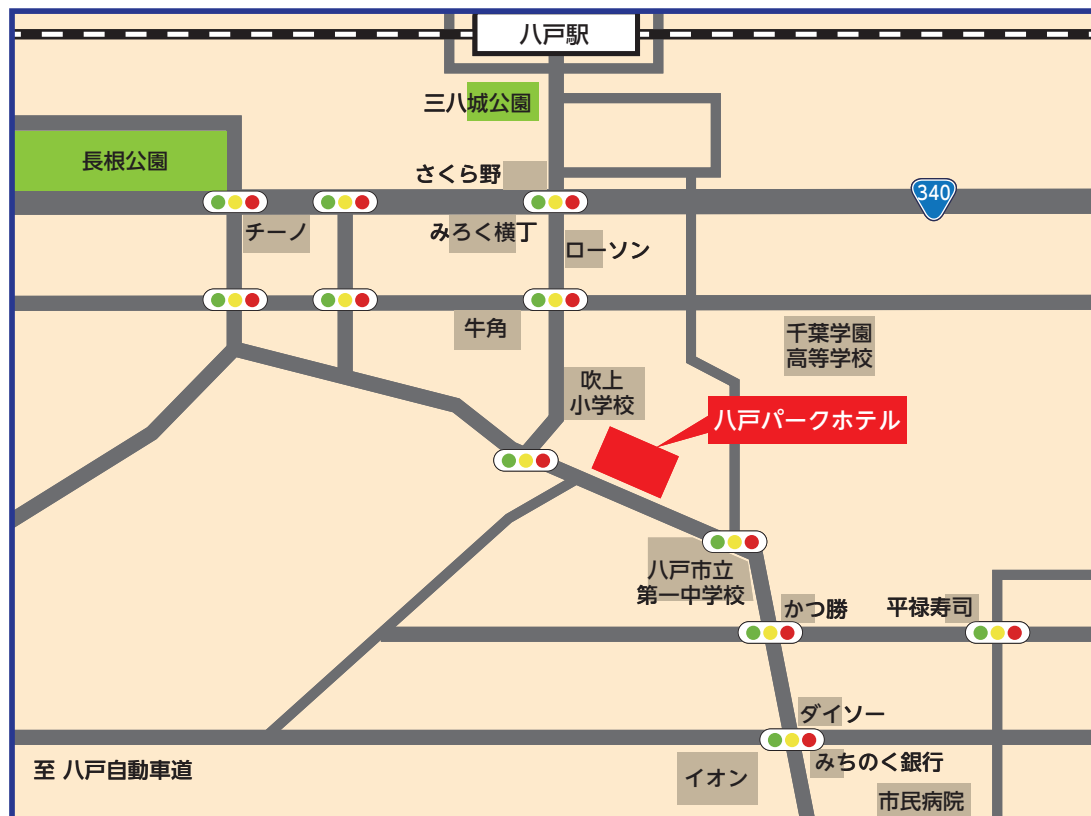 八戸駅
三八城公園
長根公園
さくら野
340
チーノ
みろく横丁
ローソン
牛角
千葉学園
高等学校
吹上
小学校
八戸パークホテル
八戸市立
第一中学校
かつ勝
平禄寿司
ダイソー
みちのく銀行
至 八戸自動車道
イオン
市民病院